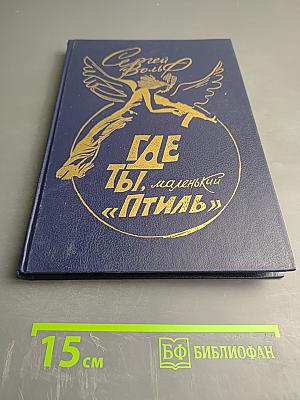 Сергей
Вольф
ГДЕ
ТЫ, маленький
«ПТИЛЬ»
15 см
БФ БИБЛИОФАН